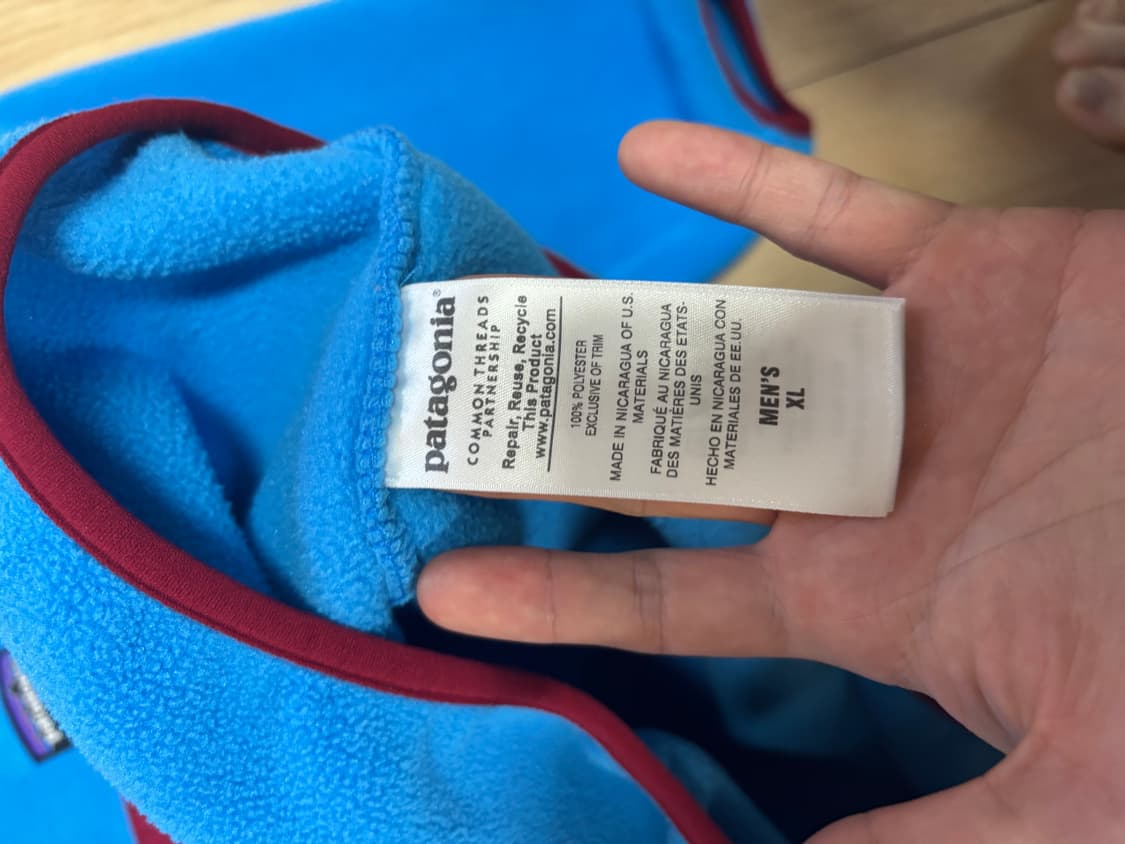 patagonia®
COMMON THREADS
PARTNERSHIP
Repair, Reuse, Recycle
This Product
www.patagonia.com
100% POLYESTER
EXCLUSIVE OF TRIM
MADE IN NICARAGUA OF U.S.
MATERIALS
FABRIQUÉ AU NICARAGUA
DES MATIÈRES DES ETATS-
UNIS
HECHO EN NICARAGUA CON
MATERIALES DE EE.UU.
MEN'S
XL